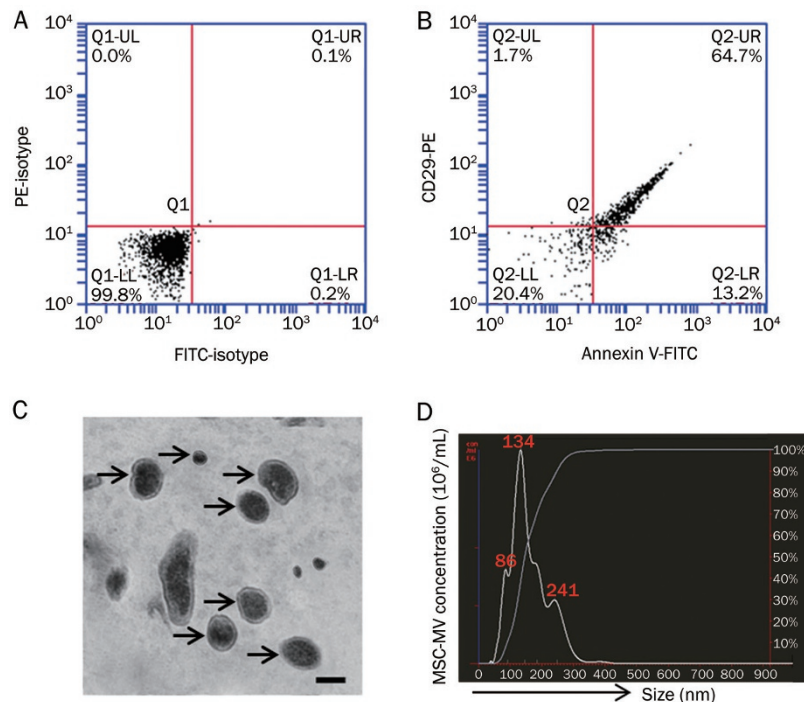 A
Q1-UL
0.0%
Q1-UR
0.1%
Q1
Q1-LL
99.8%
Q1-LR
0.2%
10⁴
10³
10²
10¹
10⁰
10⁰ 10¹ 10² 10³ 10⁴
PE-isotype
FITC-isotype
B
Q2-UL
1.7%
Q2-UR
64.7%
Q2
Q2-LL
20.4%
Q2-LR
13.2%
10⁴
10³
10²
10¹
10⁰
10⁰ 10¹ 10² 10³ 10⁴
CD29-PE
Annexin V-FITC
C
D
134
86
241
100%
90%
80%
70%
60%
50%
40%
30%
20%
10%
0 100 200 300 400 500 600 700 800 900
MSC-MV concentration (10⁶/mL)
Size (nm)